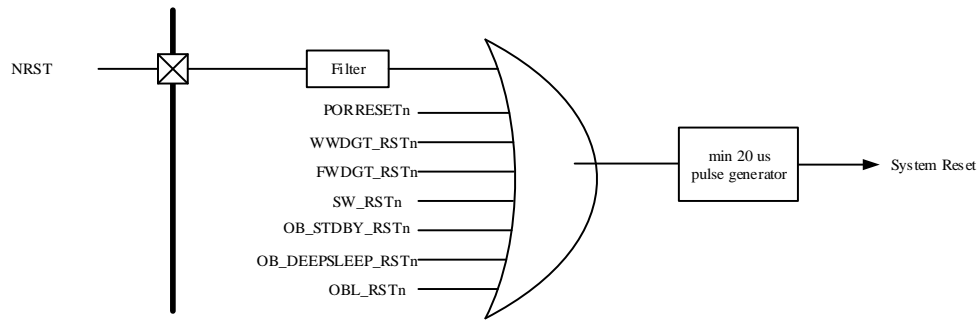 NRST
Filter
PORRESETn
WWDGT_RSTn
FWDGT_RSTn
SW_RSTn
OB_STDBY_RSTn
OB_DEEPSLEEP_RSTn
OBL_RSTn
min 20 us
pulse generator
System Reset